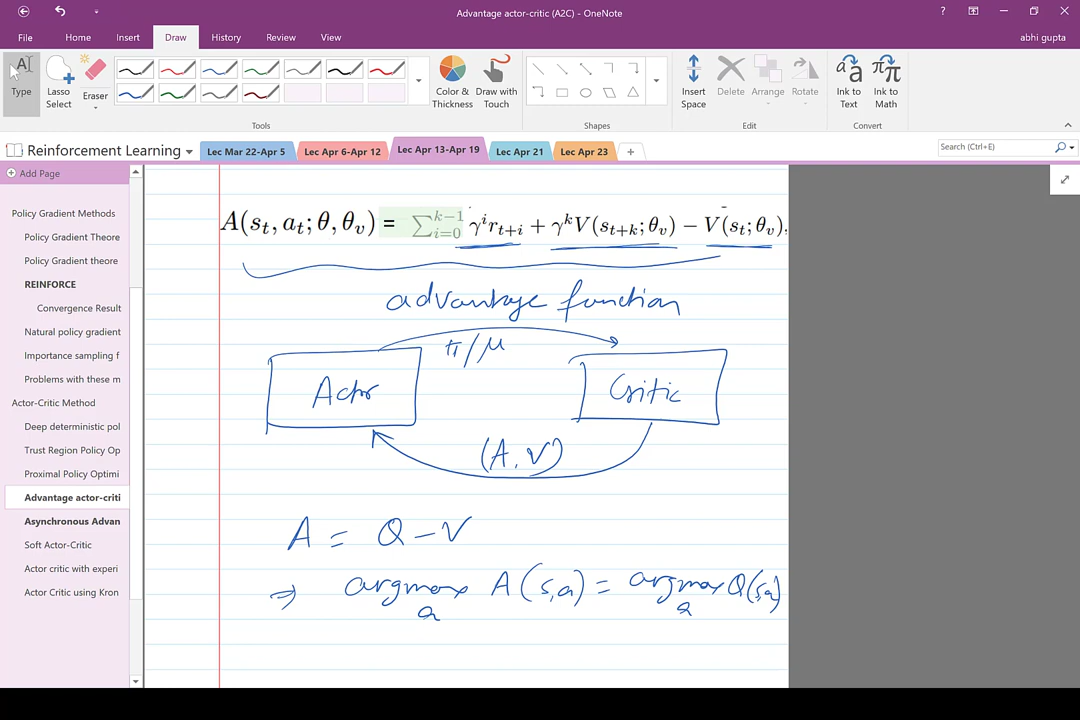 Advantage actor-critic (A2C) - OneNote
?
File Home Insert Draw History Review View
abhi gupta
Type
Lasso Select
Eraser
Color & Thickness
Draw with Touch
Insert Space
Delete
Arrange
Rotate
Ink to Text
Ink to Math
Tools
Shapes
Edit
Convert
Reinforcement Learning
Lec Mar 22-Apr 5
Lec Apr 6-Apr 12
Lec Apr 13-Apr 19
Lec Apr 21
Lec Apr 23
+
Search (Ctrl+E)
Add Page
Policy Gradient Methods
Policy Gradient Theore
Policy Gradient theore
REINFORCE
Convergence Result
Natural policy gradient
Importance sampling f
Problems with these m
Actor-Critic Method
Deep deterministic pol
Trust Region Policy Op
Proximal Policy Optimi
Advantage actor-criti
Asynchronous Advan
Soft Actor-Critic
Actor critic with experi
Actor Critic using Kron
A(s_t, a_t; θ, θ_v) = ∑_{i=0}^{k-1} γ^i r_{t+i} + γ^k V(s_{t+k}; θ_v) − V(s_t; θ_v),
advantage function
π/μ
Actor
Critic
(A, V)
A = Q - V
⇒ argmax_a A(s,a) = argmax_a Q(s,a)